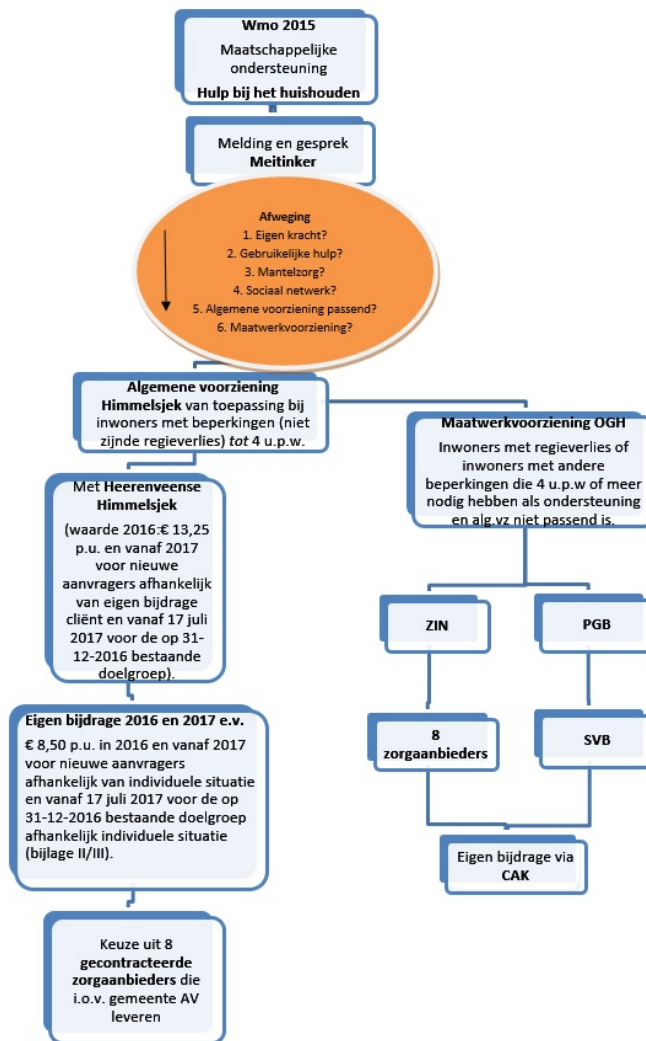 Wmo 2015
Maatschappelijke
ondersteuning
Hulp bij het huishouden
Melding en gesprek
Meitinker
Afweging
1. Eigen kracht?
2. Gebruikelijke hulp?
3. Mantelzorg?
4. Sociaal netwerk?
5. Algemene voorziening passend?
6. Maatwerkvoorziening?
Algemene voorziening
Himmelsjek van toepassing bij
inwoners met beperkingen (niet
zijnde regieverlies) tot 4 u.p.w.
Met Heerenveense
Himmelsjek
(waarde 2016:€ 13,25
p.u. en vanaf 2017
voor nieuwe
aanvragers afhankelijk
van eigen bijdrage
cliënt en vanaf 17 juli
2017 voor de op 31-
12-2016 bestaande
doelgroep).
Eigen bijdrage 2016 en 2017 e.v.
€ 8,50 p.u. in 2016 en vanaf 2017
voor nieuwe aanvragers
afhankelijk van individuele situatie
en vanaf 17 juli 2017 voor de op
31-12-2016 bestaande doelgroep
afhankelijk individuele situatie
(bijlage II/III).
Keuze uit 8
gecontracteerde
zorgaanbieders die
i.o.v. gemeente AV
leveren
Maatwerkvoorziening OGH
Inwoners met regieverlies of
inwoners met andere
beperkingen die 4 u.p.w of meer
nodig hebben als ondersteuning
en alg.vz niet passend is.
ZIN
PGB
8
zorgaanbieders
SVB
Eigen bijdrage via
CAK